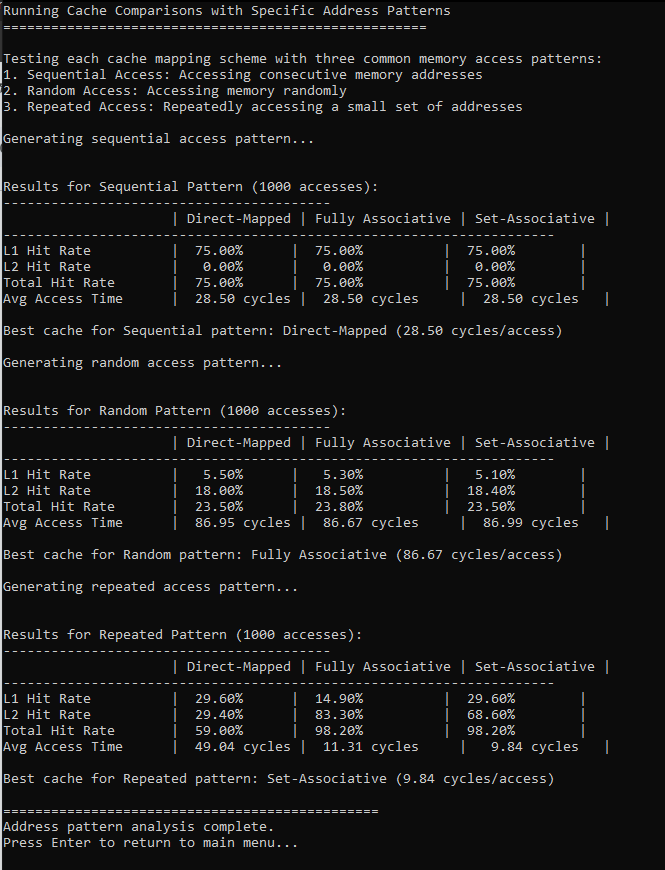 Running Cache Comparisons with Specific Address Patterns
=====================================================
Testing each cache mapping scheme with three common memory access patterns:
1. Sequential Access: Accessing consecutive memory addresses
2. Random Access: Accessing memory randomly
3. Repeated Access: Repeatedly accessing a small set of addresses
Generating sequential access pattern...
Results for Sequential Pattern (1000 accesses):
-----------------------------------------
| Direct-Mapped | Fully Associative | Set-Associative |
---------------------------------------------------------------------
L1 Hit Rate | 75.00% | 75.00% | 75.00% |
L2 Hit Rate | 0.00% | 0.00% | 0.00% |
Total Hit Rate | 75.00% | 75.00% | 75.00% |
Avg Access Time | 28.50 cycles | 28.50 cycles | 28.50 cycles |
Best cache for Sequential pattern: Direct-Mapped (28.50 cycles/access)
Generating random access pattern...
Results for Random Pattern (1000 accesses):
-----------------------------------------
| Direct-Mapped | Fully Associative | Set-Associative |
---------------------------------------------------------------------
L1 Hit Rate | 5.50% | 5.30% | 5.10% |
L2 Hit Rate | 18.00% | 18.50% | 18.40% |
Total Hit Rate | 23.50% | 23.80% | 23.50% |
Avg Access Time | 86.95 cycles | 86.67 cycles | 86.99 cycles |
Best cache for Random pattern: Fully Associative (86.67 cycles/access)
Generating repeated access pattern...
Results for Repeated Pattern (1000 accesses):
-----------------------------------------
| Direct-Mapped | Fully Associative | Set-Associative |
---------------------------------------------------------------------
L1 Hit Rate | 29.60% | 14.90% | 29.60% |
L2 Hit Rate | 29.40% | 83.30% | 68.60% |
Total Hit Rate | 59.00% | 98.20% | 98.20% |
Avg Access Time | 49.04 cycles | 11.31 cycles | 9.84 cycles |
Best cache for Repeated pattern: Set-Associative (9.84 cycles/access)
===============================================
Address pattern analysis complete.
Press Enter to return to main menu...